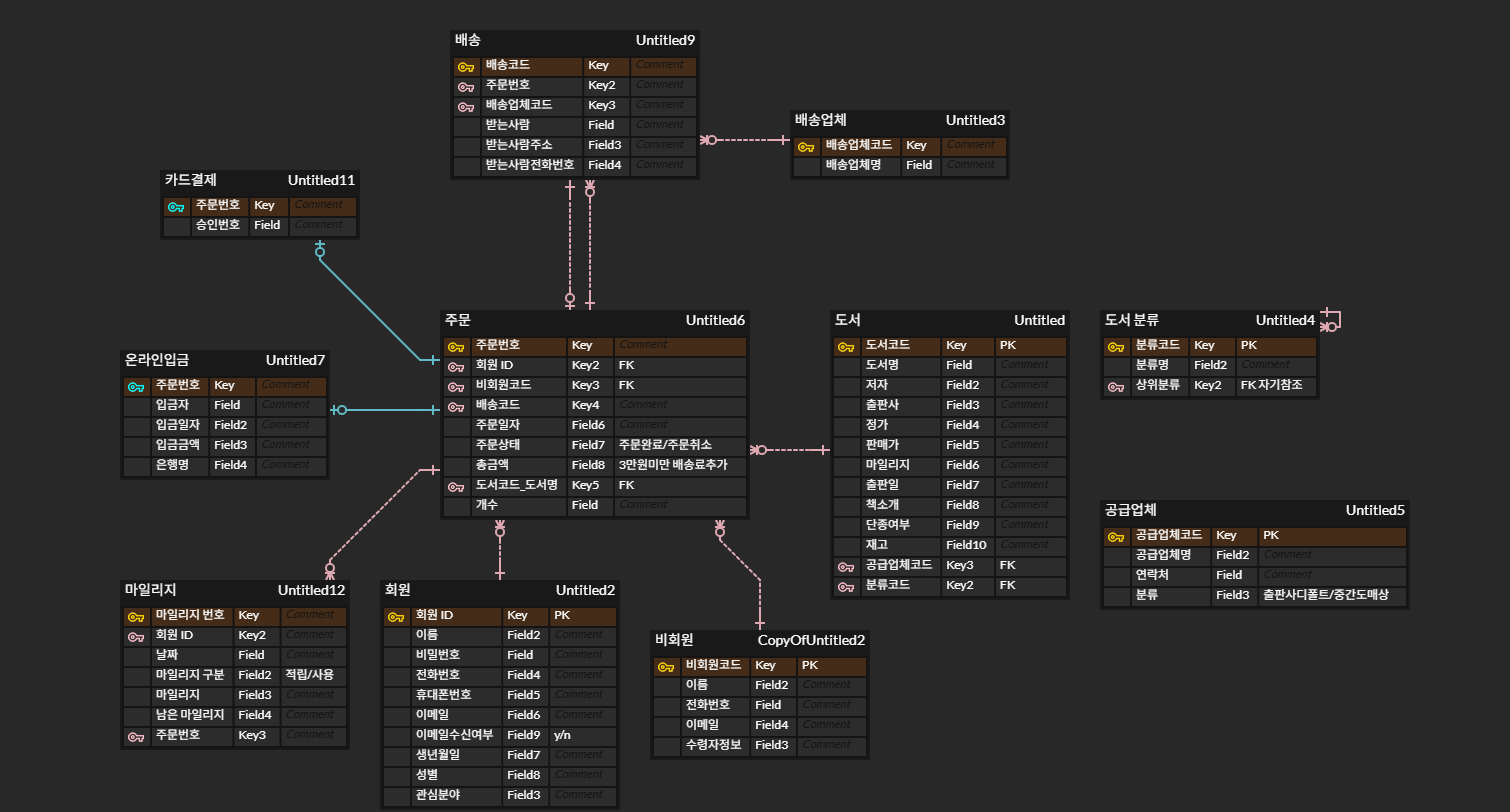 배송 Untitled9
배송코드 Key Comment
주문번호 Key2 Comment
배송업체코드 Key3 Comment
받는사람 Field Comment
받는사람주소 Field3 Comment
받는사람전화번호 Field4 Comment
배송업체 Untitled3
배송업체코드 Key Comment
배송업체명 Field Comment
카드결제 Untitled11
주문번호 Key Comment
승인번호 Field Comment
주문 Untitled6
주문번호 Key Comment
회원 ID Key2 FK
비회원코드 Key3 FK
배송코드 Key4 Comment
주문일자 Field6 Comment
주문상태 Field7 주문완료/주문취소
총금액 Field8 3만원미만 배송료추가
도서코드_도서명 Key5 FK
개수 Field Comment
도서 Untitled
도서코드 Key PK
도서명 Field Comment
저자 Field2 Comment
출판사 Field3 Comment
정가 Field4 Comment
판매가 Field5 Comment
마일리지 Field6 Comment
출판일 Field7 Comment
책소개 Field8 Comment
단종여부 Field9 Comment
재고 Field10 Comment
공급업체코드 Key3 FK
분류코드 Key2 FK
도서 분류 Untitled4
분류코드 Key PK
분류명 Field2 Comment
상위분류 Key2 FK 자기참조
온라인입금 Untitled7
주문번호 Key Comment
입금자 Field Comment
입금일자 Field2 Comment
입금금액 Field3 Comment
은행명 Field4 Comment
공급업체 Untitled5
공급업체코드 Key PK
공급업체명 Field2 Comment
연락처 Field Comment
분류 Field3 출판사디폴트/중간도매상
마일리지 Untitled12
마일리지 번호 Key Comment
회원 ID Key2 Comment
날짜 Field Comment
마일리지 구분 Field2 적립/사용
마일리지 Field3 Comment
남은 마일리지 Field4 Comment
주문번호 Key3 Comment
회원 Untitled2
회원 ID Key PK
이름 Field2 Comment
비밀번호 Field Comment
전화번호 Field4 Comment
휴대폰번호 Field5 Comment
이메일 Field6 Comment
이메일수신여부 Field9 y/n
생년월일 Field7 Comment
성별 Field8 Comment
관심분야 Field3 Comment
비회원 CopyOfUntitled2
비회원코드 Key PK
이름 Field2 Comment
전화번호 Field Comment
이메일 Field4 Comment
수령자정보 Field3 Comment